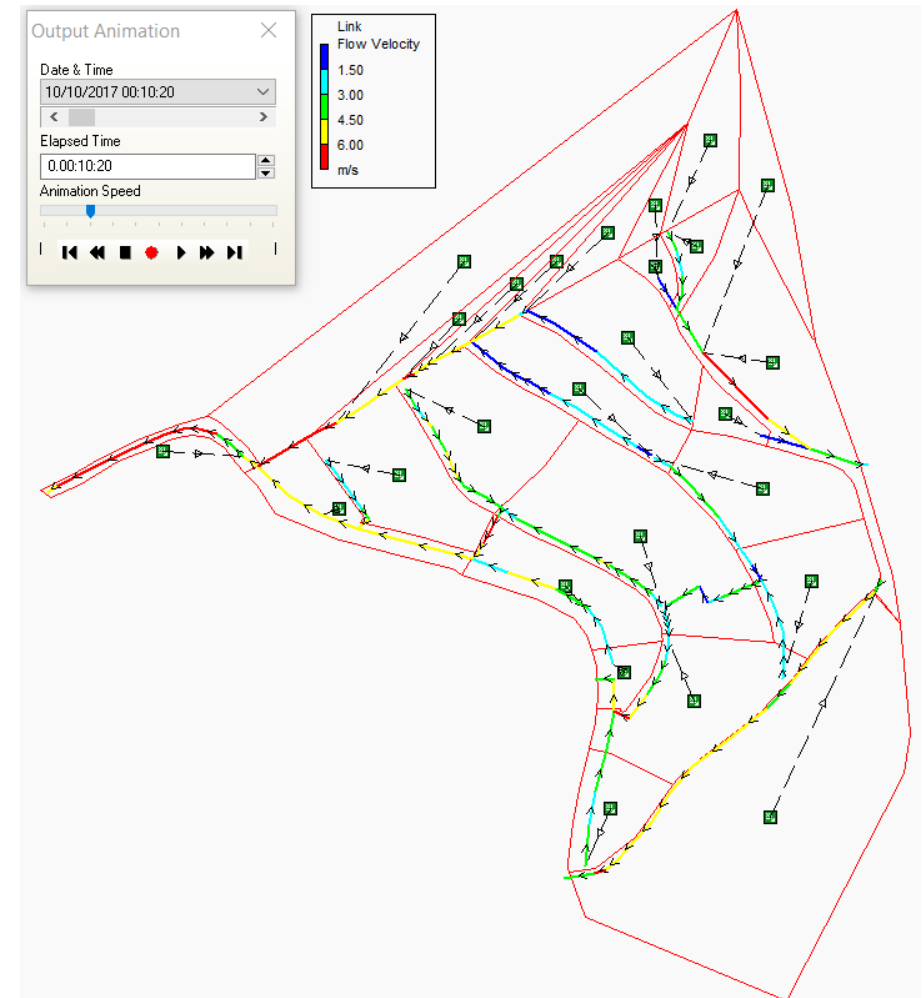 Output Animation
Date & Time
10/10/2017 00:10:20
Elapsed Time
0.00:10:20
Animation Speed
Link
Flow Velocity
1.50
3.00
4.50
6.00
m/s